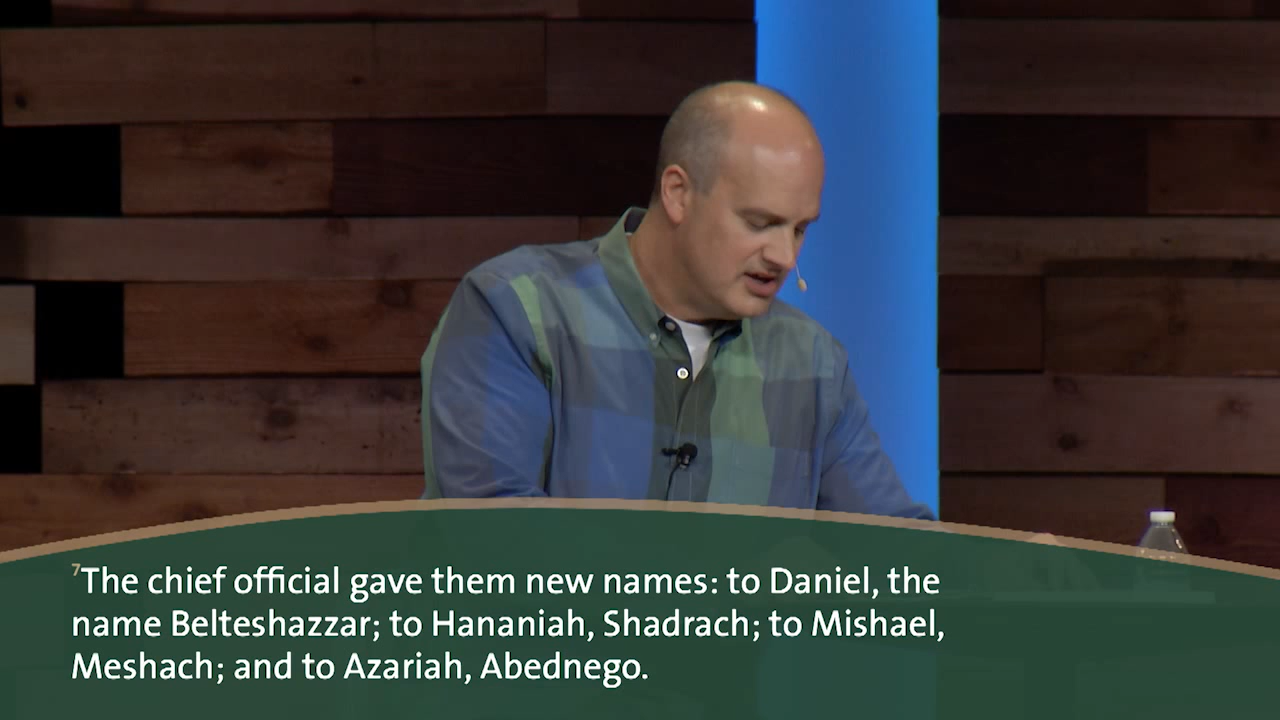 7The chief official gave them new names: to Daniel, the
name Belteshazzar; to Hananiah, Shadrach; to Mishael,
Meshach; and to Azariah, Abednego.